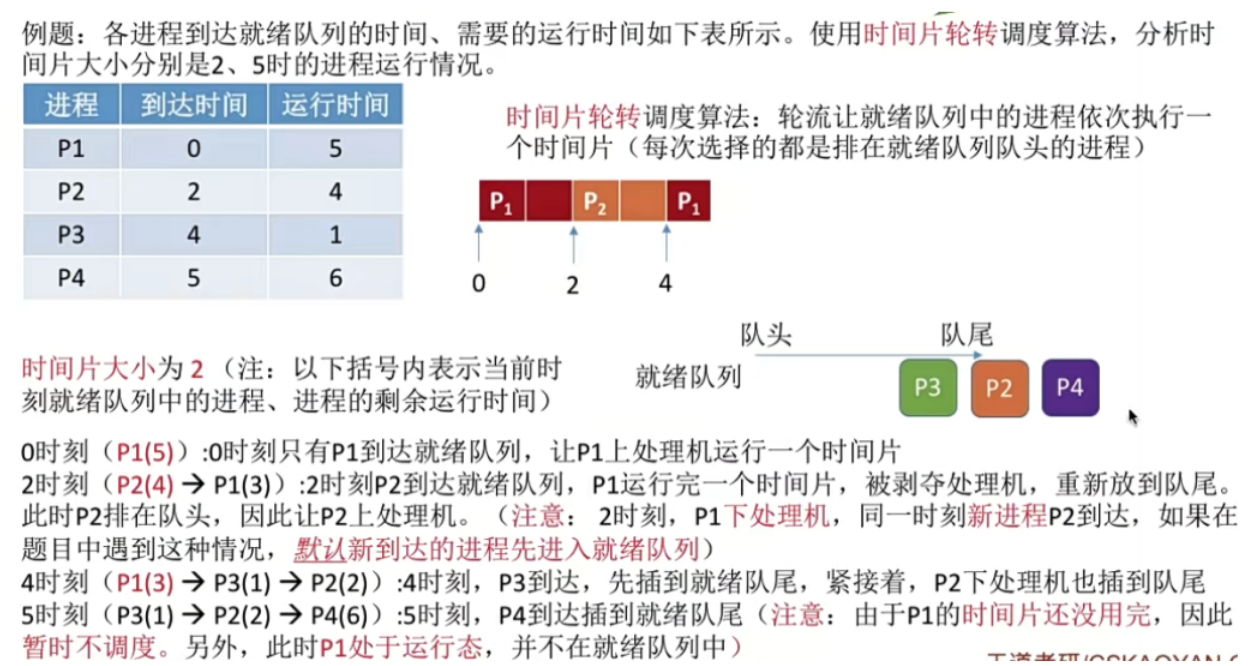 例题：各进程到达就绪队列的时间、需要的运行时间如下表所示。使用时间片轮转调度算法，分析时
间片大小分别是2、5时的进程运行情况。
进程 到达时间 运行时间
P1 0 5
P2 2 4
P3 4 1
P4 5 6
时间片轮转调度算法：轮流让就绪队列中的进程依次执行一
个时间片（每次选择的都是排在就绪队列队头的进程）
P1 P2 P1
0 2 4
队头 队尾
就绪队列
P3 P2 P4
时间片大小为 2 （注：以下括号内表示当前时
刻就绪队列中的进程、进程的剩余运行时间）
0时刻（P1(5)）:0时刻只有P1到达就绪队列，让P1上处理机运行一个时间片
2时刻（P2(4) → P1(3)）:2时刻P2到达就绪队列，P1运行完一个时间片，被剥夺处理机，重新放到队尾。
此时P2排在队头，因此让P2上处理机。（注意： 2时刻，P1下处理机，同一时刻新进程P2到达，如果在
题目中遇到这种情况，默认新到达的进程先进入就绪队列）
4时刻（P1(3) → P3(1) → P2(2)）:4时刻，P3到达，先插到就绪队尾，紧接着，P2下处理机也插到队尾
5时刻（P3(1) → P2(2) → P4(6)）:5时刻，P4到达插到就绪队尾（注意：由于P1的时间片还没用完，因此
暂时不调度。另外，此时P1处于运行态，并不在就绪队列中）